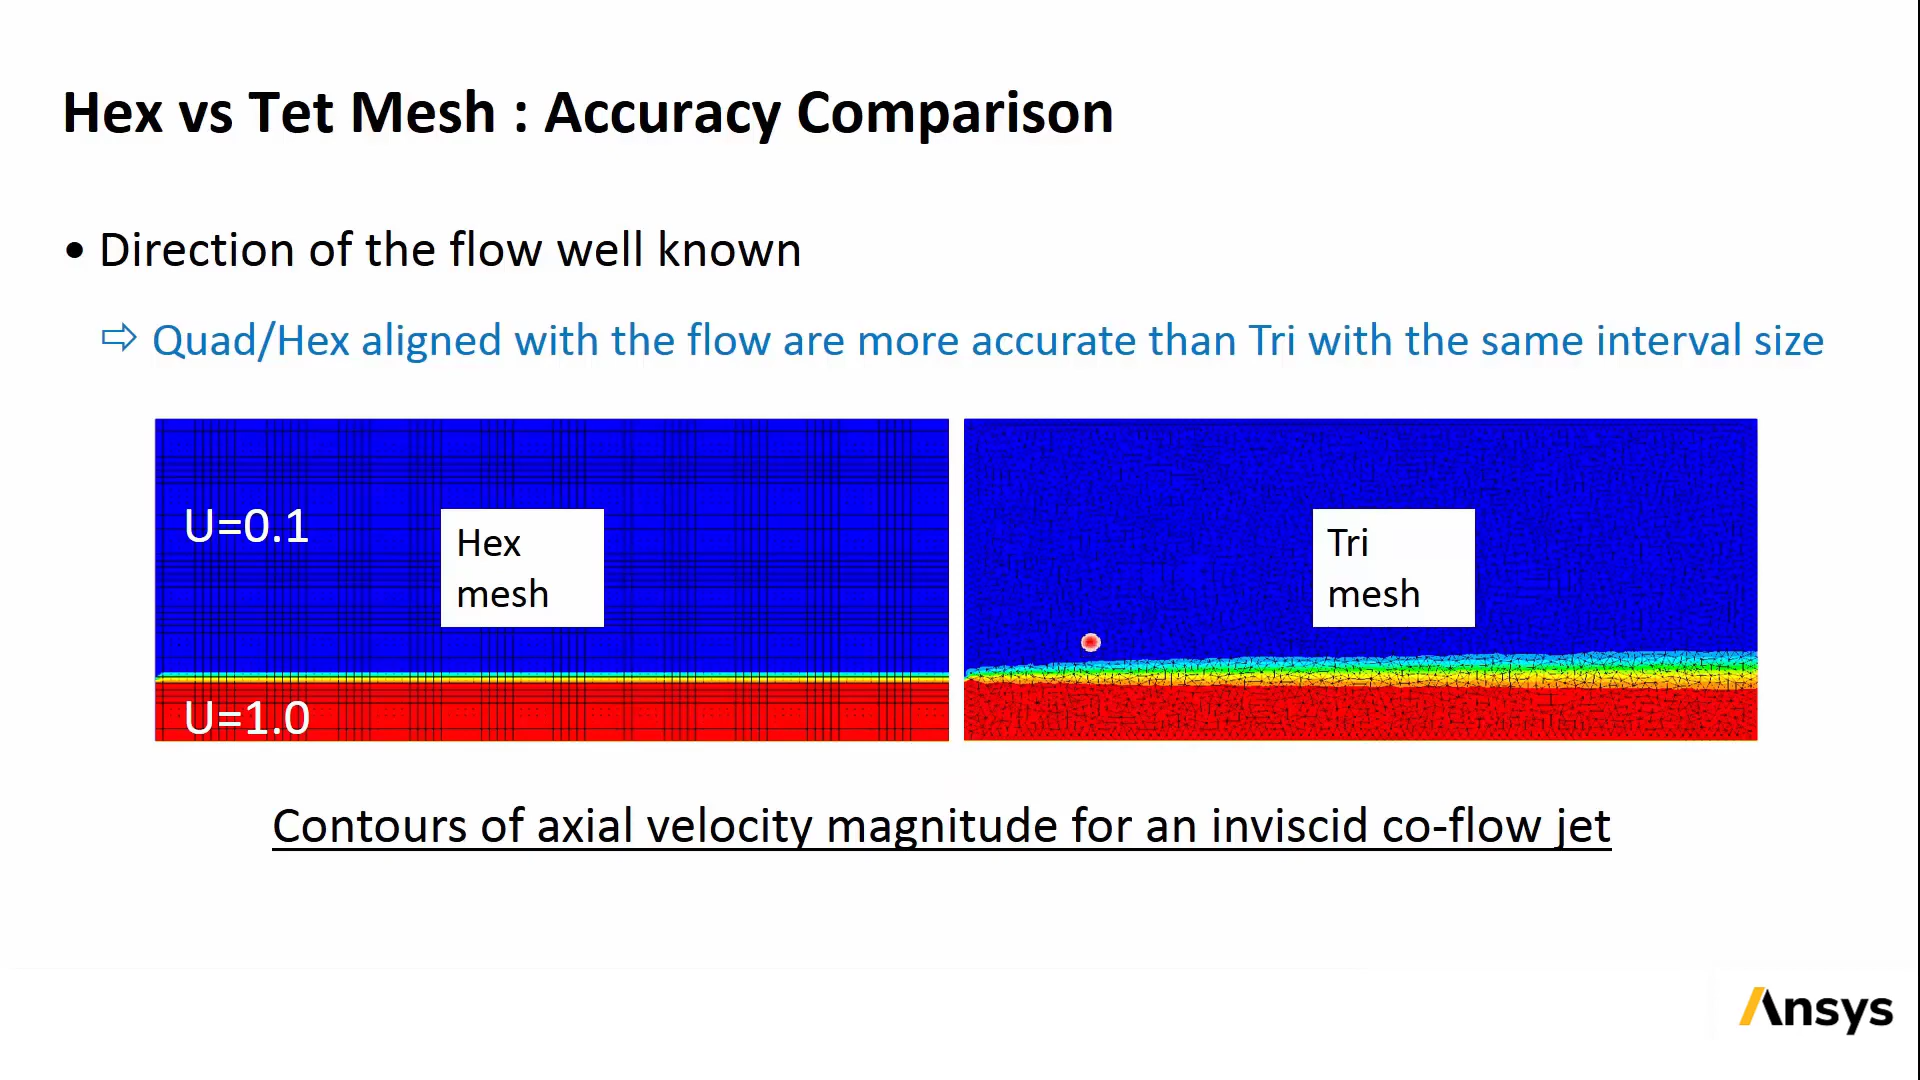 Hex vs Tet Mesh : Accuracy Comparison
• Direction of the flow well known
⇨ Quad/Hex aligned with the flow are more accurate than Tri with the same interval size
U=0.1
Hex
mesh
Tri
mesh
U=1.0
Contours of axial velocity magnitude for an inviscid co-flow jet
Ansys